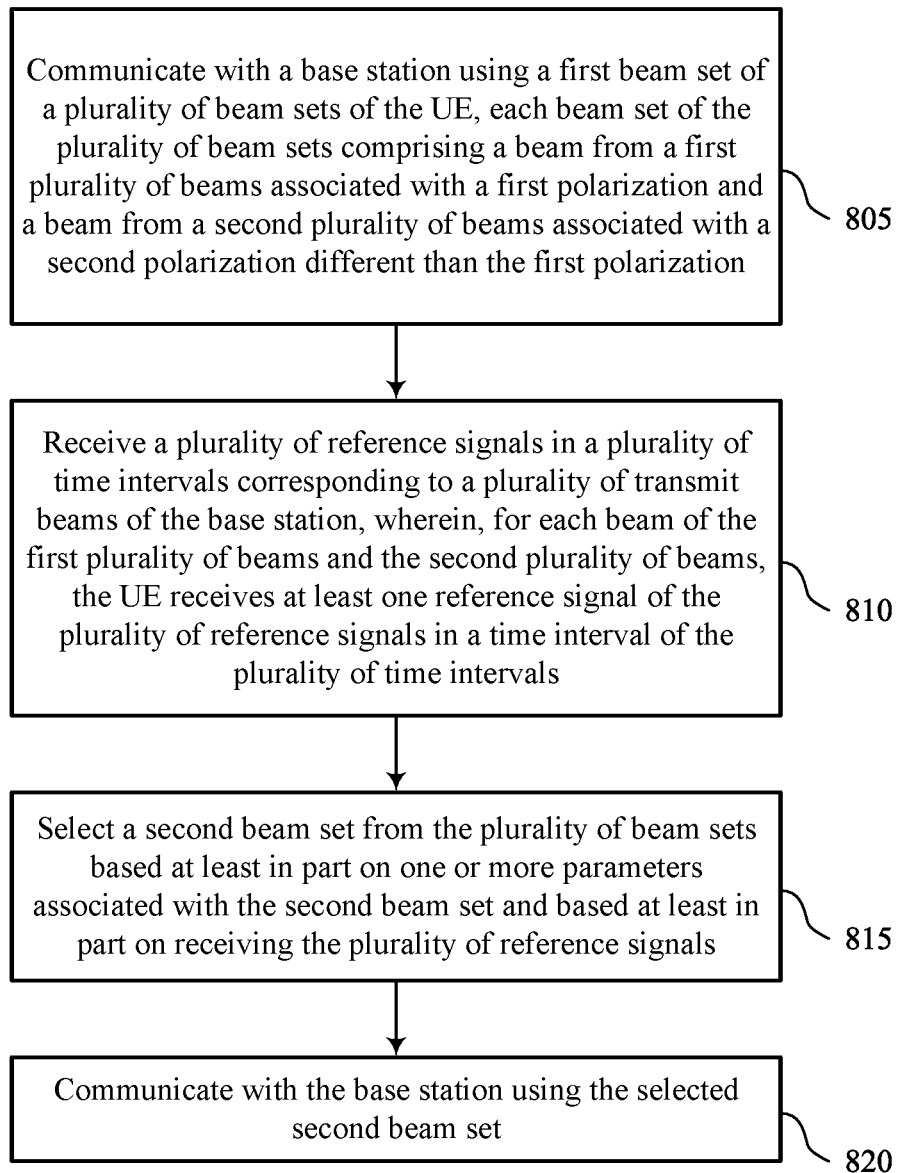 Communicate with a base station using a first beam set of
a plurality of beam sets of the UE, each beam set of the
plurality of beam sets comprising a beam from a first
plurality of beams associated with a first polarization and
a beam from a second plurality of beams associated with a
second polarization different than the first polarization
805
Receive a plurality of reference signals in a plurality of
time intervals corresponding to a plurality of transmit
beams of the base station, wherein, for each beam of the
first plurality of beams and the second plurality of beams,
the UE receives at least one reference signal of the
plurality of reference signals in a time interval of the
plurality of time intervals
810
Select a second beam set from the plurality of beam sets
based at least in part on one or more parameters
associated with the second beam set and based at least in
part on receiving the plurality of reference signals
815
Communicate with the base station using the selected
second beam set
820